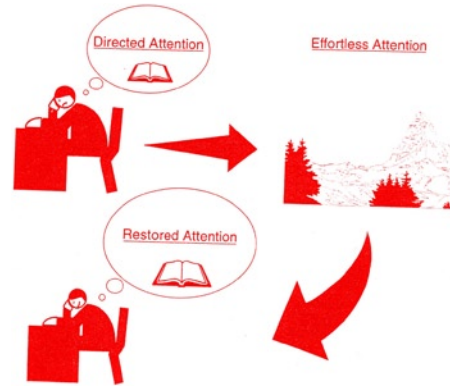 Directed Attention
Effortless Attention
Restored Attention